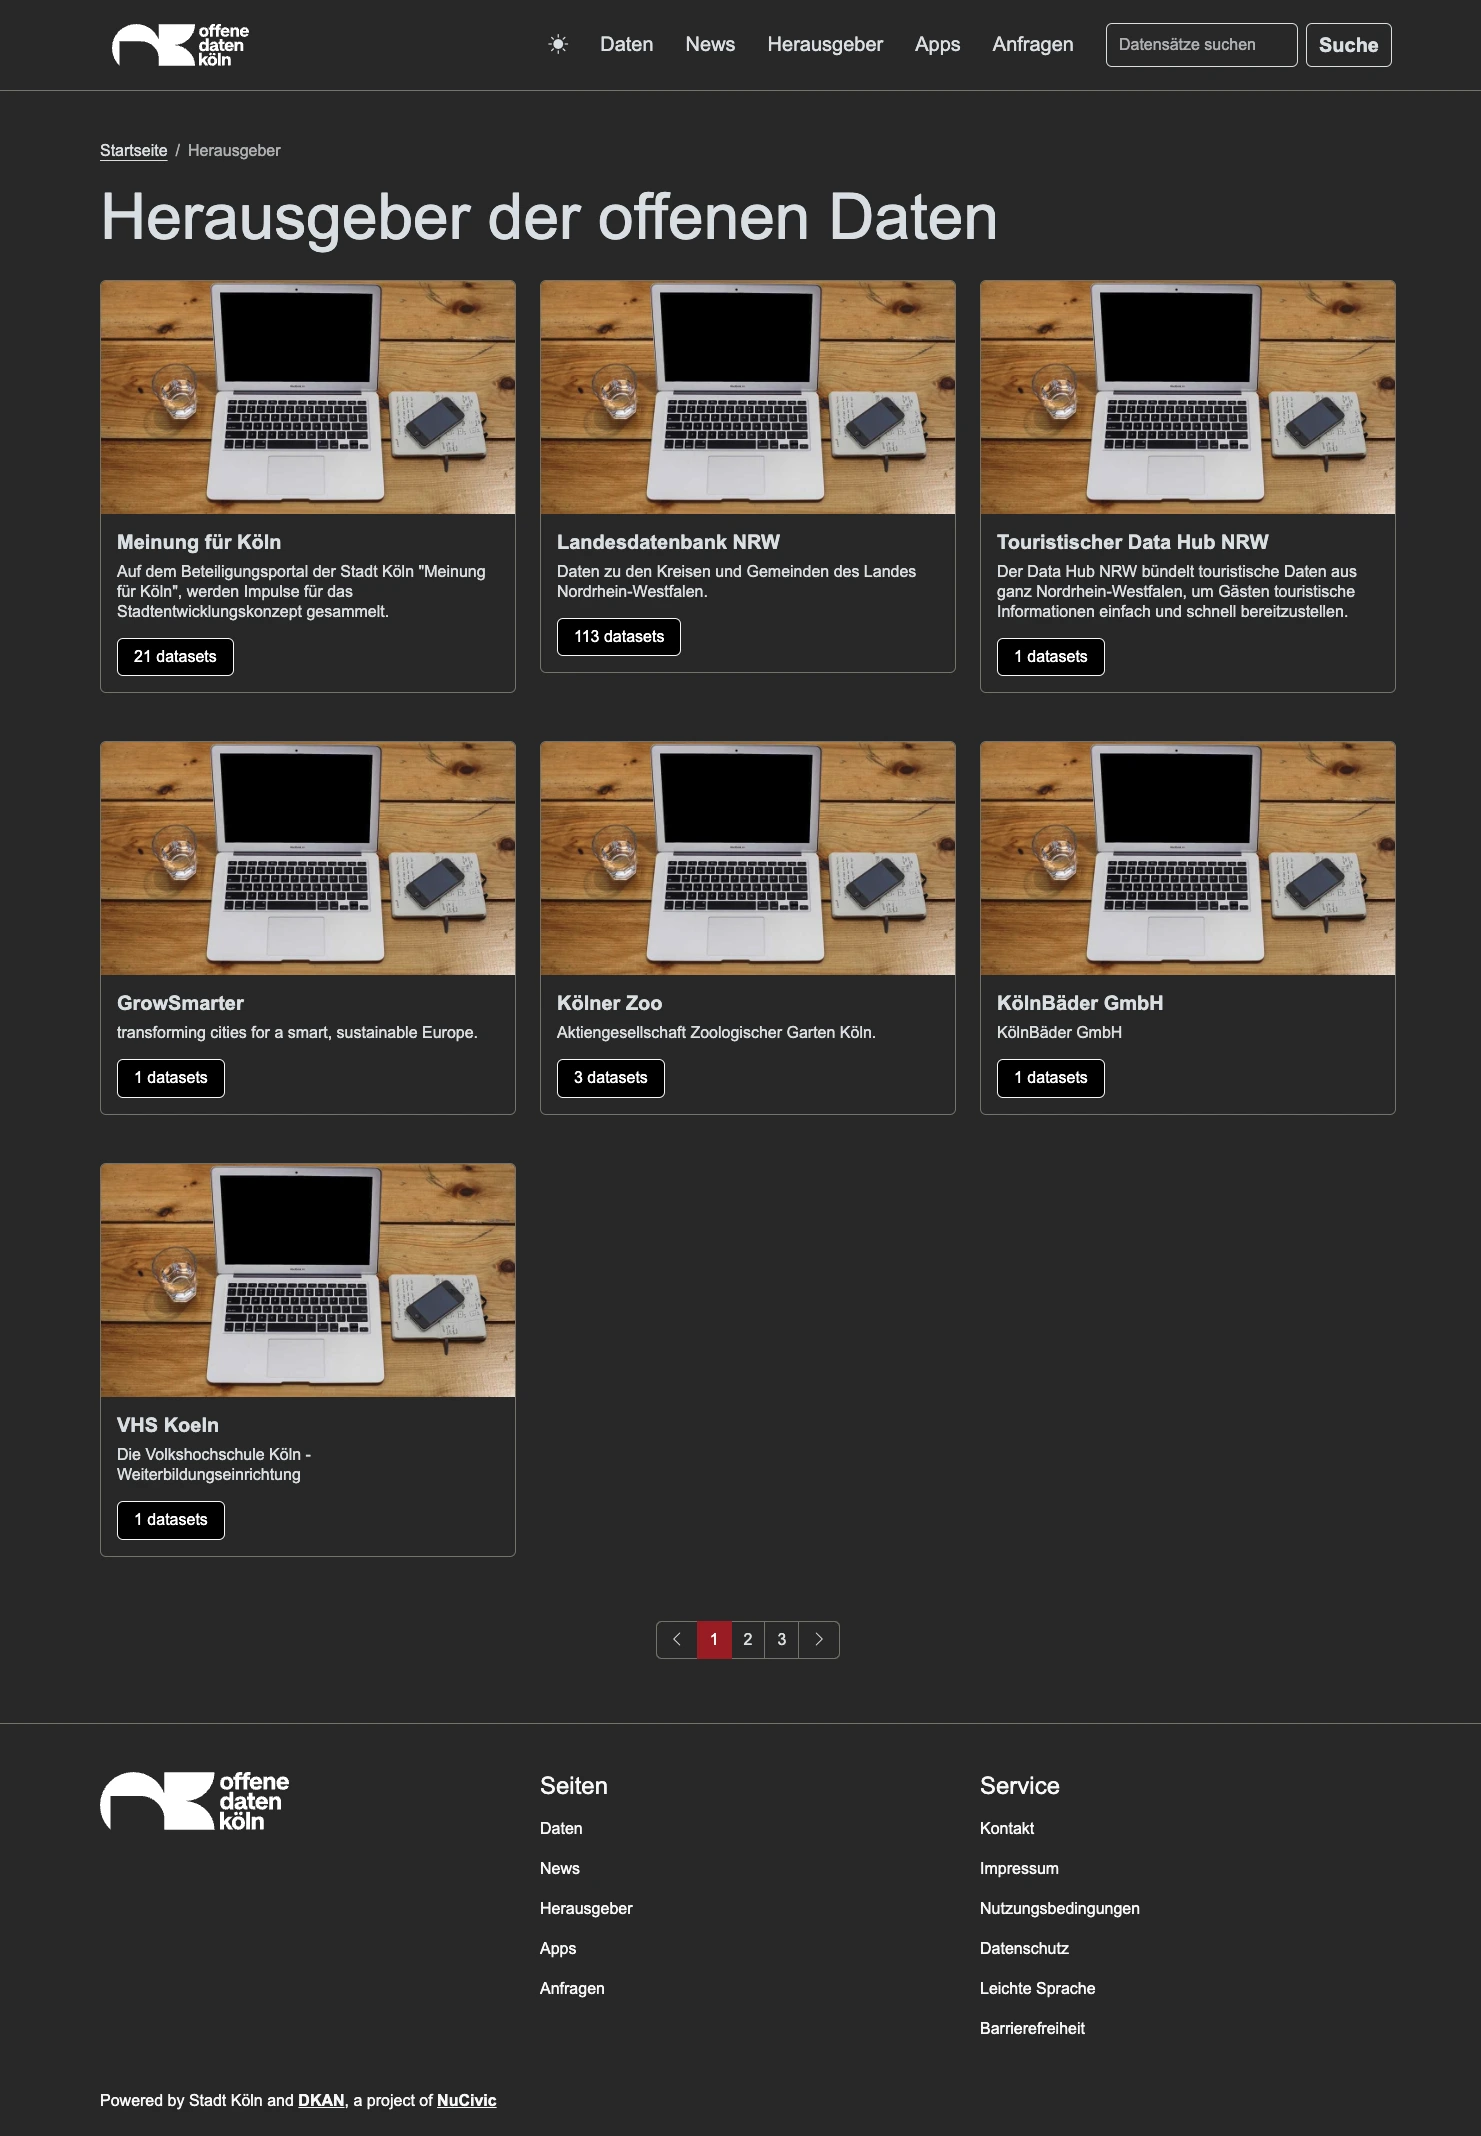 offene
daten
köln
Daten
News
Herausgeber
Apps
Anfragen
Datensätze suchen
Suche
Startseite / Herausgeber
Herausgeber der offenen Daten
Meinung für Köln
Auf dem Beteiligungsportal der Stadt Köln "Meinung
für Köln", werden Impulse für das
Stadtentwicklungskonzept gesammelt.
21 datasets
Landesdatenbank NRW
Daten zu den Kreisen und Gemeinden des Landes
Nordrhein-Westfalen.
113 datasets
Touristischer Data Hub NRW
Der Data Hub NRW bündelt touristische Daten aus
ganz Nordrhein-Westfalen, um Gästen touristische
Informationen einfach und schnell bereitzustellen.
1 datasets
GrowSmarter
transforming cities for a smart, sustainable Europe.
1 datasets
Kölner Zoo
Aktiengesellschaft Zoologischer Garten Köln.
3 datasets
KölnBäder GmbH
KölnBäder GmbH
1 datasets
VHS Koeln
Die Volkshochschule Köln -
Weiterbildungseinrichtung
1 datasets
1 2 3
offene
daten
köln
Seiten
Daten
News
Herausgeber
Apps
Anfragen
Service
Kontakt
Impressum
Nutzungsbedingungen
Datenschutz
Leichte Sprache
Barrierefreiheit
Powered by Stadt Köln and DKAN, a project of NuCivic